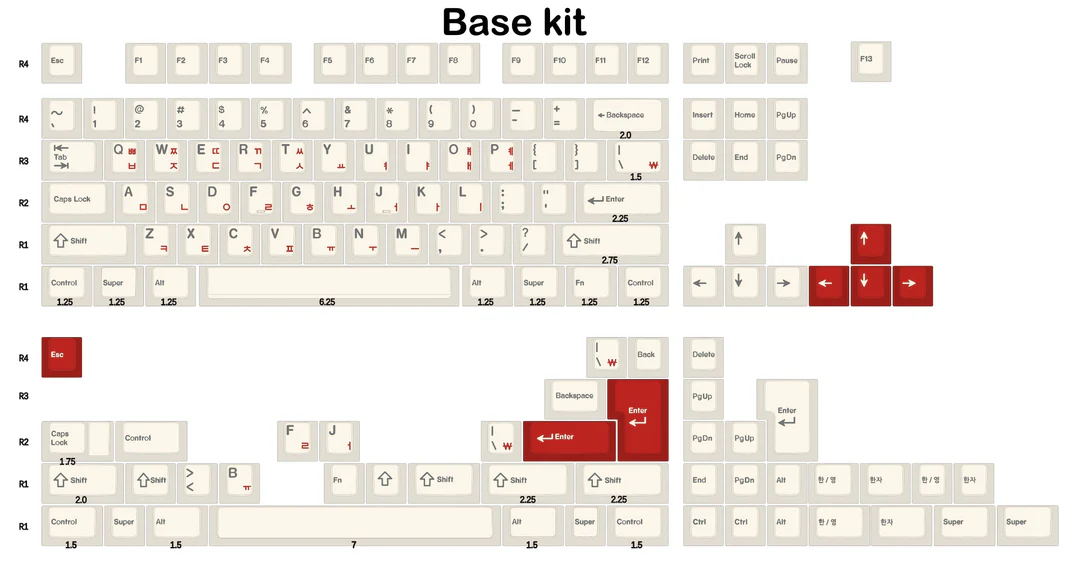 Base kit
R4 Esc F1 F2 F3 F4 F5 F6 F7 F8 F9 F10 F11 F12 Print Scroll Lock Pause F13
R4 ~ ` ! 1 @ 2 # 3 $ 4 % 5 ^ 6 & 7 * 8 ( 9 ) 0 _ - + = ← Backspace Insert Home PgUp
2.0
R3 Tab Q ㅃ ㅂ W ㅉ ㅈ E ㄸ ㄷ R ㄲ ㄱ T ㅆ ㅅ Y ㅛ U ㅕ I ㅑ O ㅒ ㅐ P ㅖ ㅔ { [ } ] | \ ₩ Delete End PgDn
1.5
R2 Caps Lock A ㅁ S ㄴ D ㅇ F ㄹ G ㅎ H ㅗ J ㅓ K ㅏ L ㅣ : ; " ' Enter
2.25
R1 Shift Z ㅋ X ㅌ C ㅊ V ㅍ B ㅠ N ㅜ M ㅡ < , > . ? / Shift ↑ ↑
2.75
R1 Control Super Alt Alt Super Fn Control ← ↓ → ← ↓ →
1.25 1.25 1.25 6.25 1.25 1.25 1.25 1.25
R4 Esc | \ ₩ Back Delete
R3 Backspace Enter PgUp Enter
R2 Caps Lock Control F ㄹ J ㅓ | \ ₩ Enter PgDn PgUp
1.75
R1 Shift Shift > < B ㅠ Fn Shift Shift Shift End PgDn Alt 한 / 영 한자 한 / 영 한자
2.0 2.25 2.25
R1 Control Super Alt Alt Super Control Ctrl Ctrl Alt 한 / 영 한자 Super Super
1.5 1.5 7 1.5 1.5